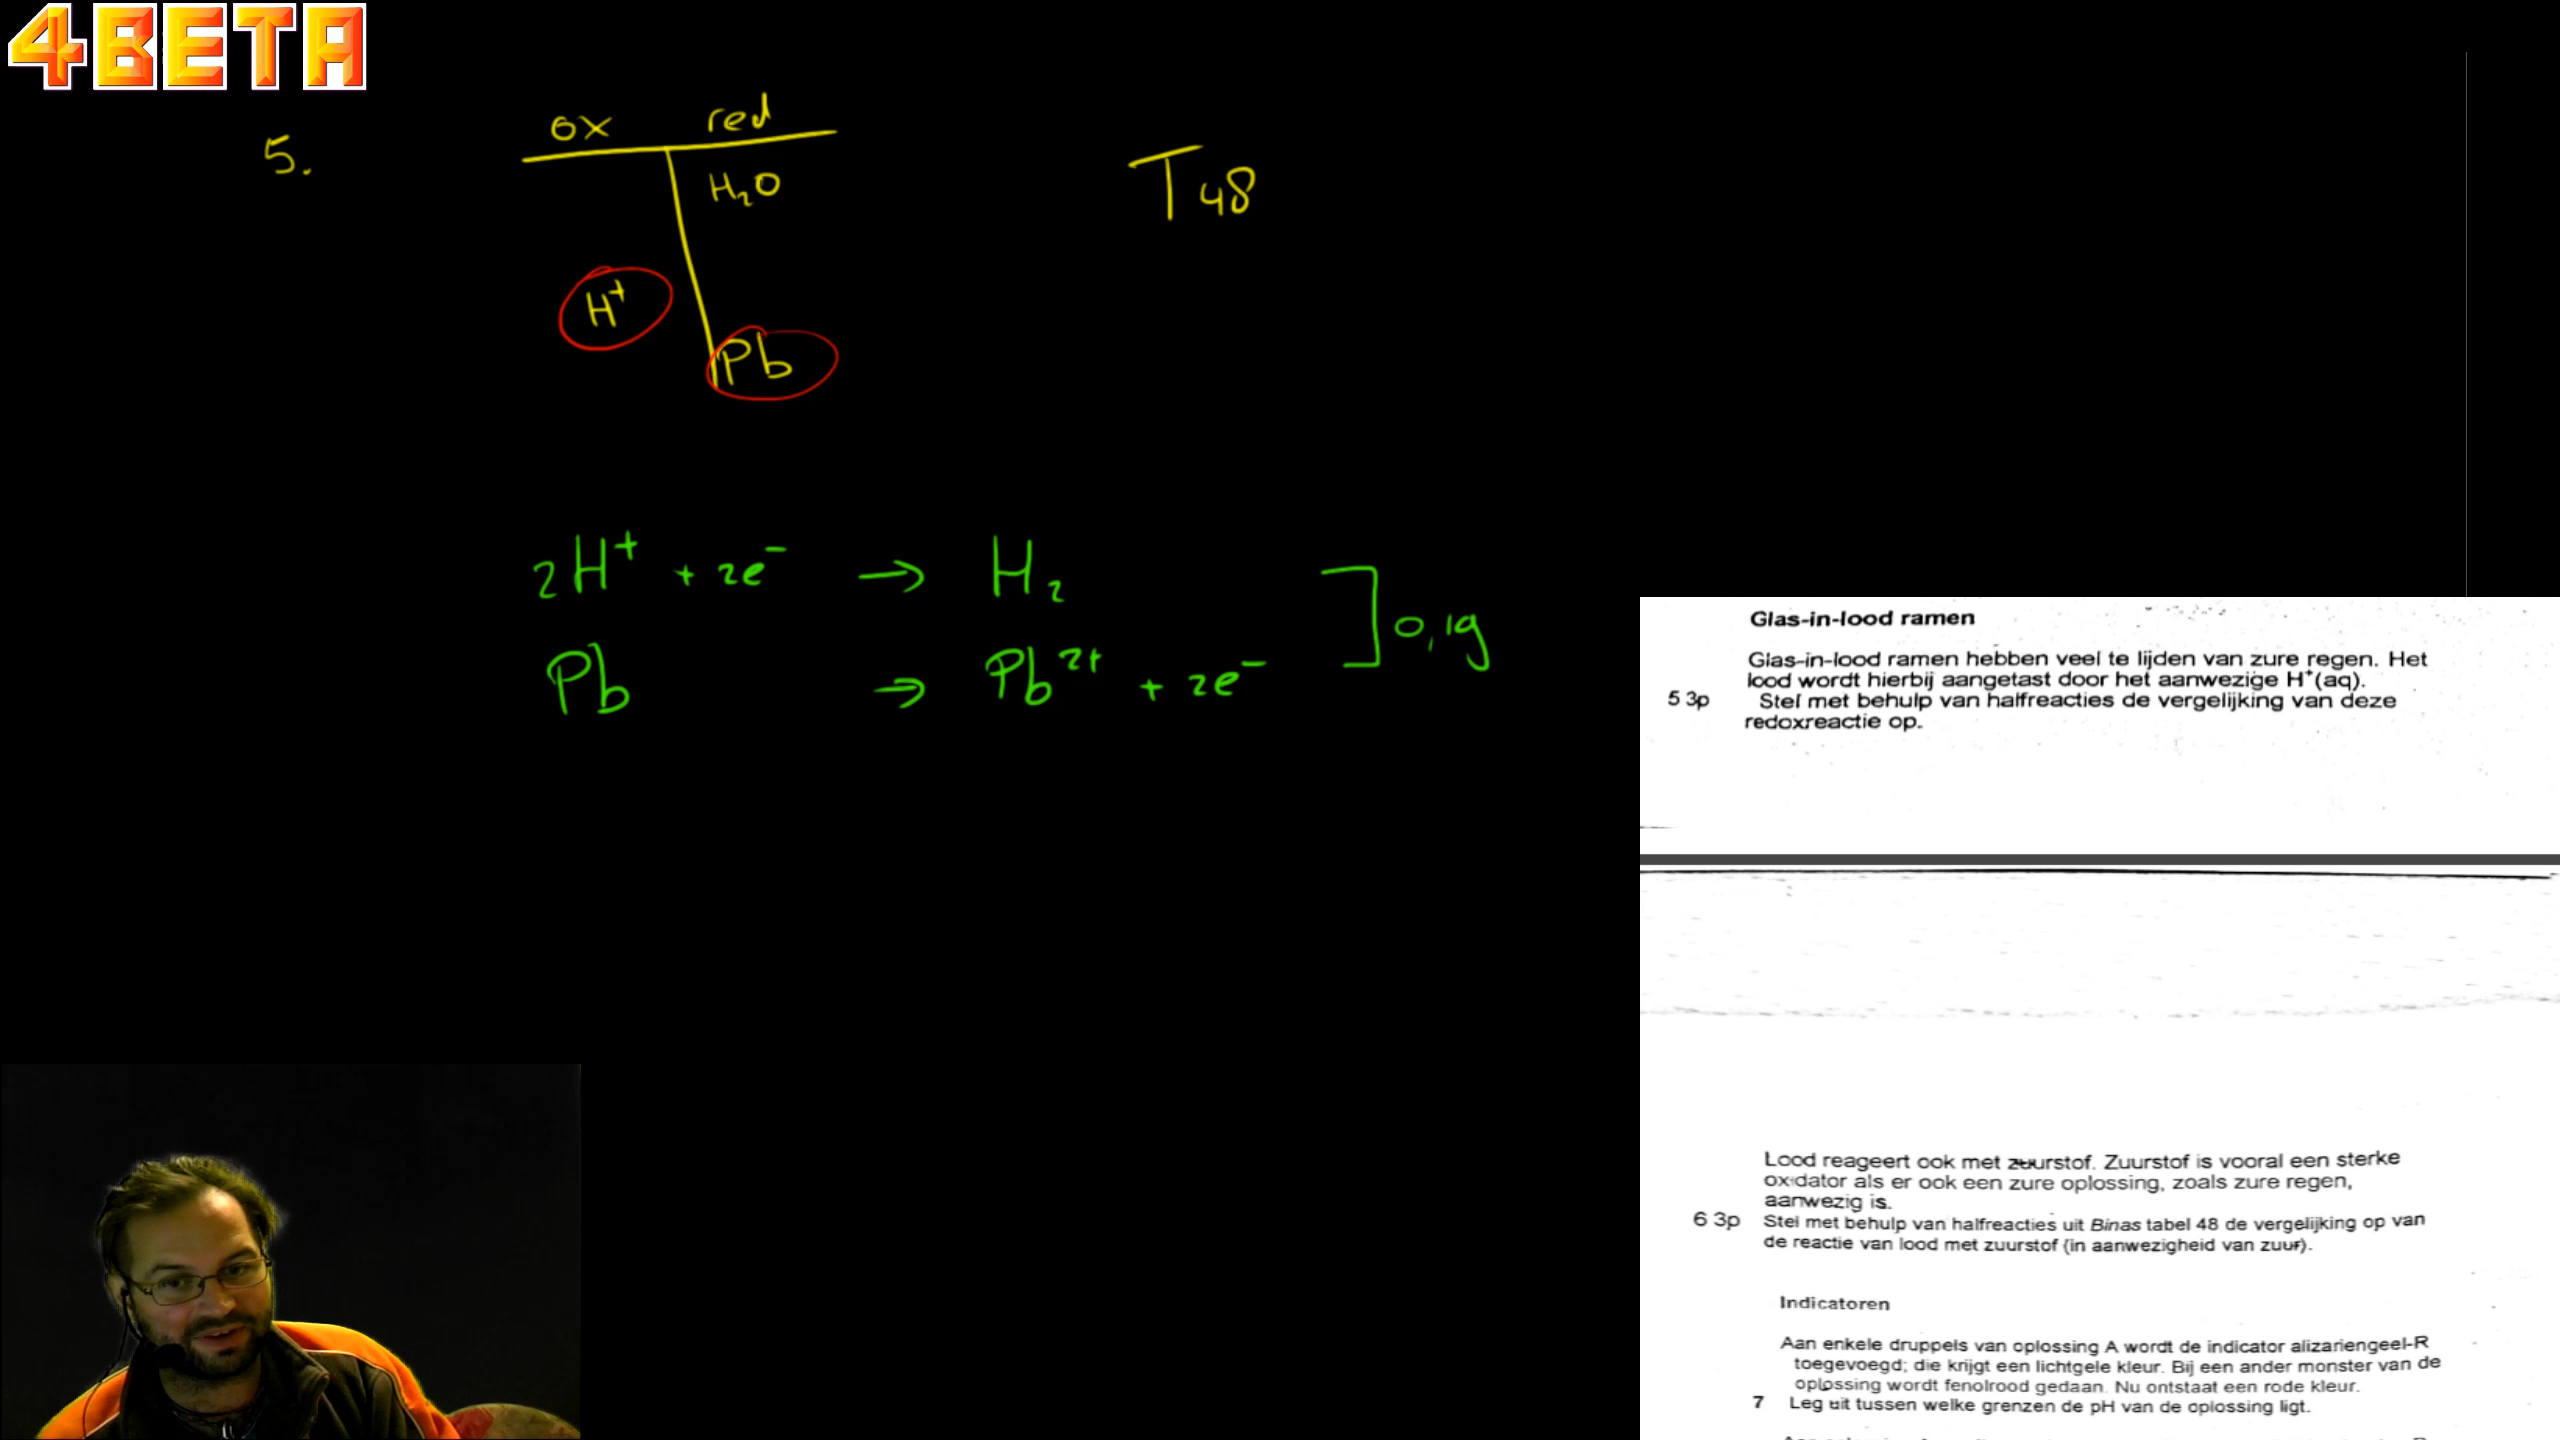 4BETA
5.
ox red
H₂O
T48
H⁺
Pb
2H⁺ + 2e⁻ → H₂
Pb → Pb²⁺ + 2e⁻
0,1g
Glas-in-lood ramen
Glas-in-lood ramen hebben veel te lijden van zure regen. Het
lood wordt hierbij aangetast door het aanwezige H⁺(aq).
5 3p Stel met behulp van halfreacties de vergelijking van deze
redoxreactie op.
Lood reageert ook met zuurstof. Zuurstof is vooral een sterke
oxidator als er ook een zure oplossing, zoals zure regen,
aanwezig is.
6 3p Stel met behulp van halfreacties uit Binas tabel 48 de vergelijking op van
de reactie van lood met zuurstof (in aanwezigheid van zuur).
Indicatoren
Aan enkele druppels van oplossing A wordt de indicator alizariengeel-R
toegevoegd; die krijgt een lichtgele kleur. Bij een ander monster van de
oplossing wordt fenolrood gedaan. Nu ontstaat een rode kleur.
7 Leg uit tussen welke grenzen de pH van de oplossing ligt.